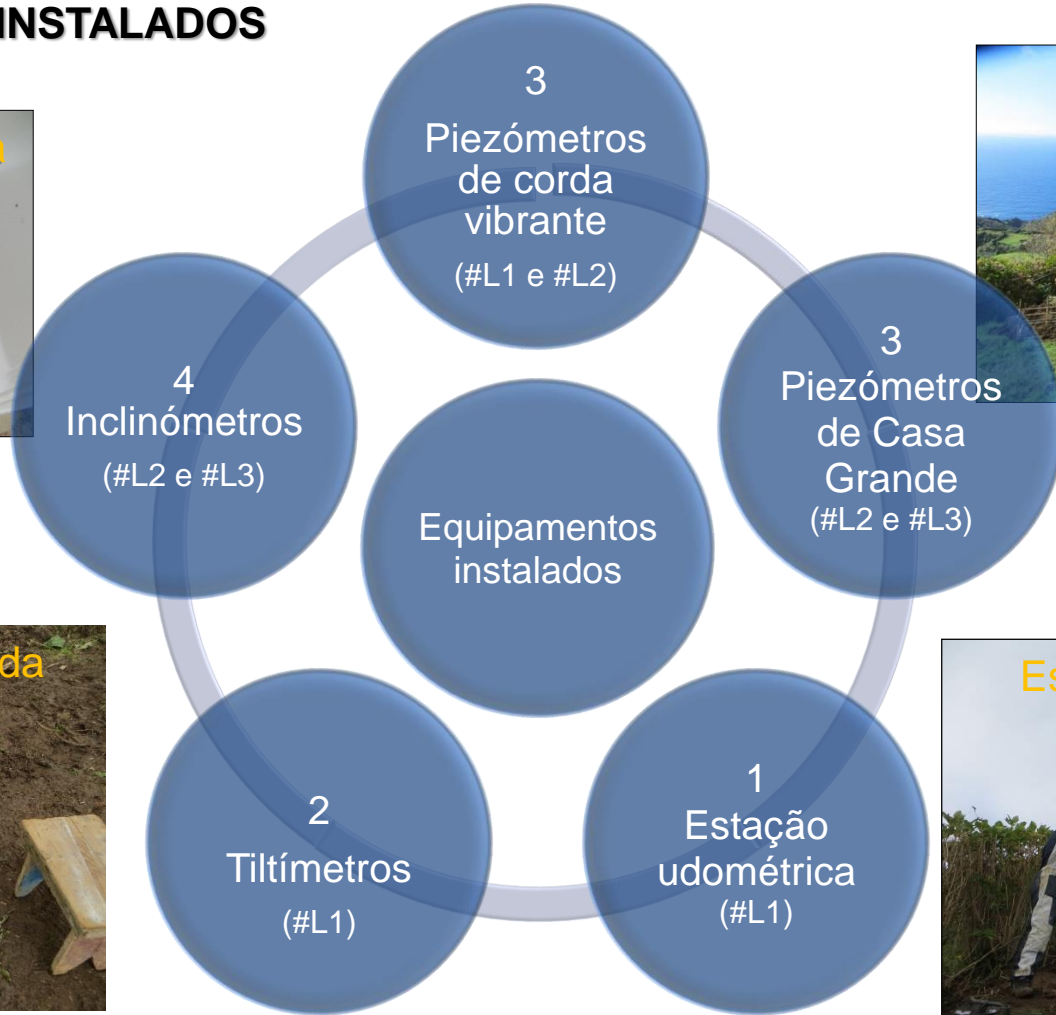 INSTALADOS
3
Piezómetros
de corda
vibrante
(#L1 e #L2)
3
Piezómetros
de Casa
Grande
(#L2 e #L3)
4
Inclinómetros
(#L2 e #L3)
Equipamentos
instalados
da
Es
2
Tiltímetros
(#L1)
1
Estação
udométrica
(#L1)